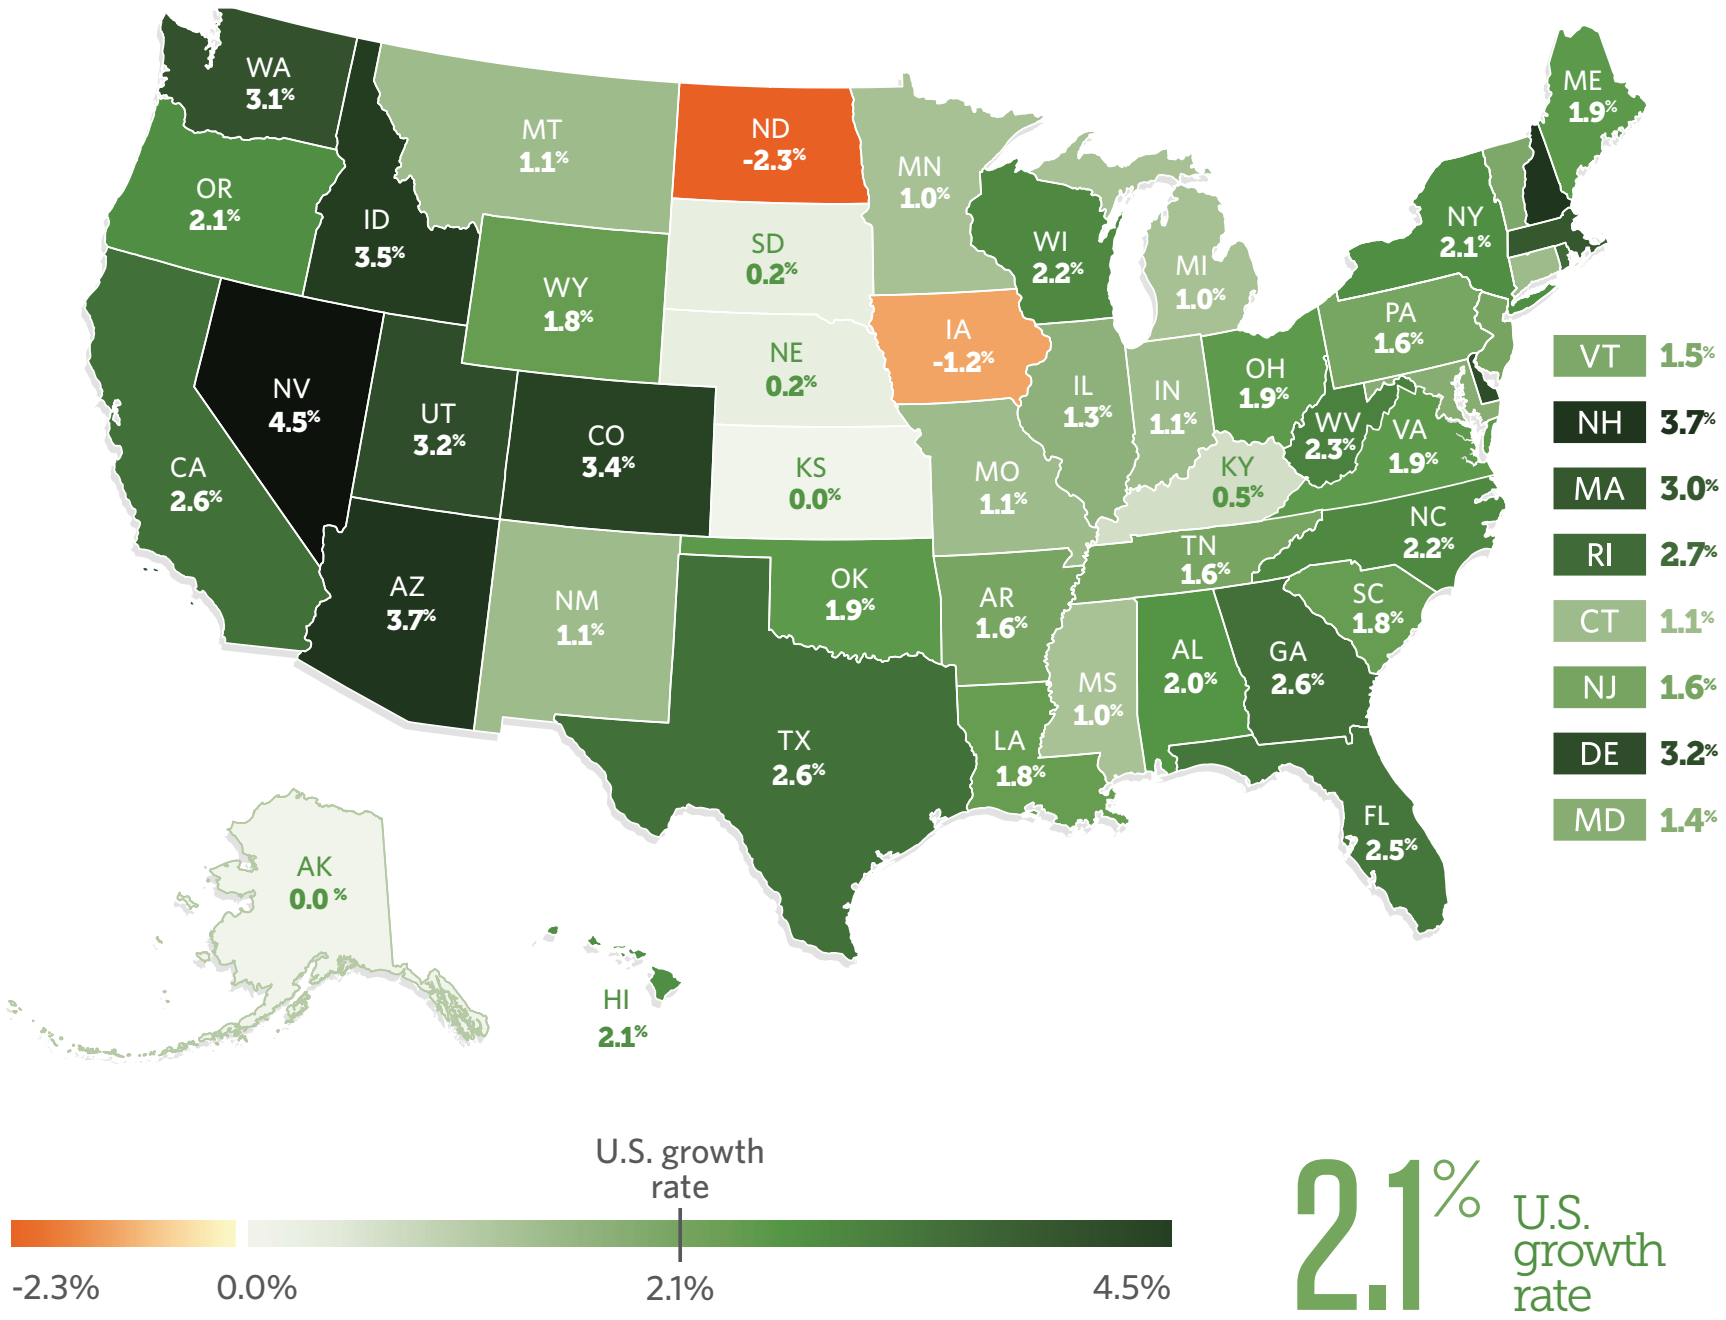 WA
3.1%
MT
1.1%
ND
-2.3%
MN
1.0%
ME
1.9%
OR
2.1%
ID
3.5%
SD
0.2%
WI
2.2%
MI
1.0%
NY
2.1%
WY
1.8%
IA
-1.2%
PA
1.6%
NV
4.5%
UT
3.2%
CO
3.4%
NE
0.2%
IL
1.3%
IN
1.1%
OH
1.9%
WV
2.3%
VA
1.9%
CA
2.6%
KS
0.0%
MO
1.1%
KY
0.5%
NC
2.2%
AZ
3.7%
NM
1.1%
OK
1.9%
AR
1.6%
TN
1.6%
SC
1.8%
MS
1.0%
AL
2.0%
GA
2.6%
TX
2.6%
LA
1.8%
FL
2.5%
AK
0.0 %
HI
2.1%
VT 1.5%
NH 3.7%
MA 3.0%
RI 2.7%
CT 1.1%
NJ 1.6%
DE 3.2%
MD 1.4%
U.S. growth
rate
-2.3% 0.0% 2.1% 4.5%
2.1%
U.S.
growth
rate